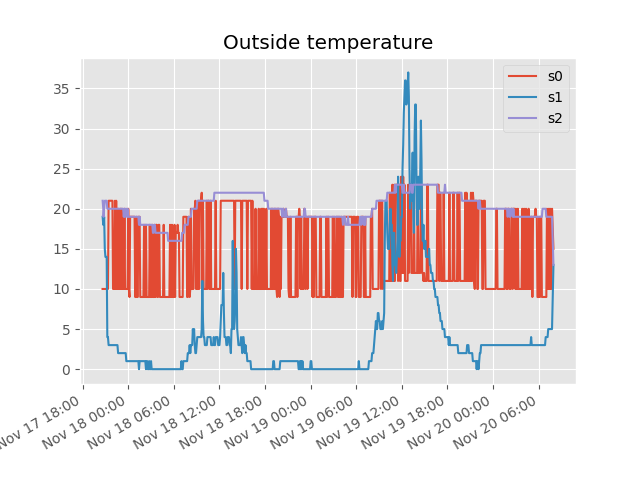 Outside temperature
s0
s1
s2
35
30
25
20
15
10
5
0
Nov 17 18:00
Nov 18 00:00
Nov 18 06:00
Nov 18 12:00
Nov 18 18:00
Nov 19 00:00
Nov 19 06:00
Nov 19 12:00
Nov 19 18:00
Nov 20 00:00
Nov 20 06:00